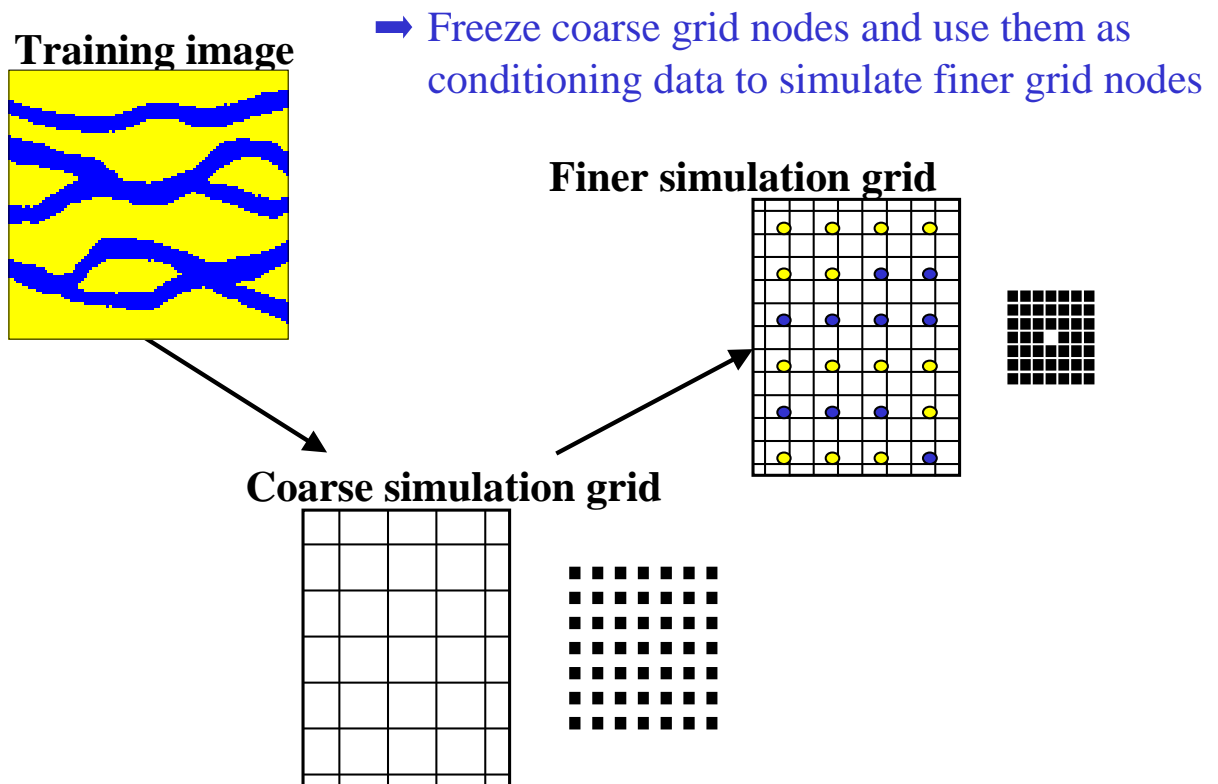 ➡ Freeze coarse grid nodes and use them as
conditioning data to simulate finer grid nodes
Training image
Finer simulation grid
Coarse simulation grid